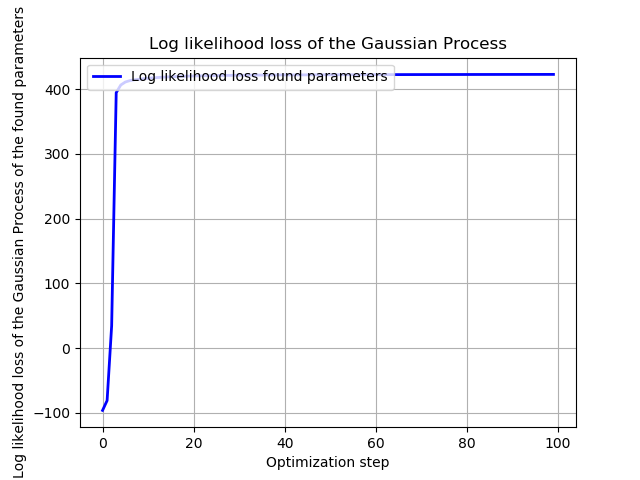 Log likelihood loss of the Gaussian Process
Log likelihood loss found parameters
Log likelihood loss of the Gaussian Process of the found parameters
400
300
200
100
0
−100
0 20 40 60 80 100
Optimization step